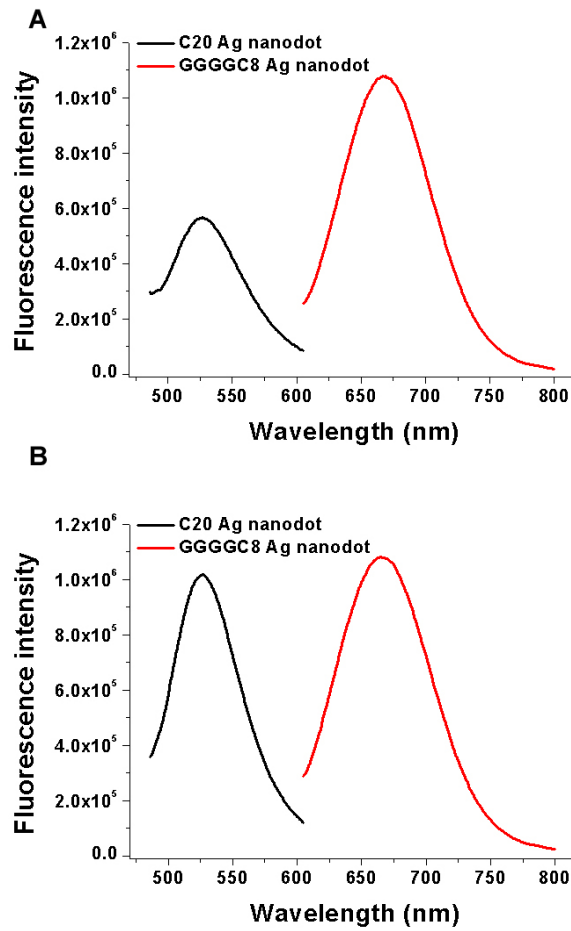 A
C20 Ag nanodot
GGGGC8 Ag nanodot
Fluorescence intensity
1.2x10⁶
1.0x10⁶
8.0x10⁵
6.0x10⁵
4.0x10⁵
2.0x10⁵
0.0
500 550 600 650 700 750 800
Wavelength (nm)
B
C20 Ag nanodot
GGGGC8 Ag nanodot
Fluorescence intensity
1.2x10⁶
1.0x10⁶
8.0x10⁵
6.0x10⁵
4.0x10⁵
2.0x10⁵
0.0
500 550 600 650 700 750 800
Wavelength (nm)